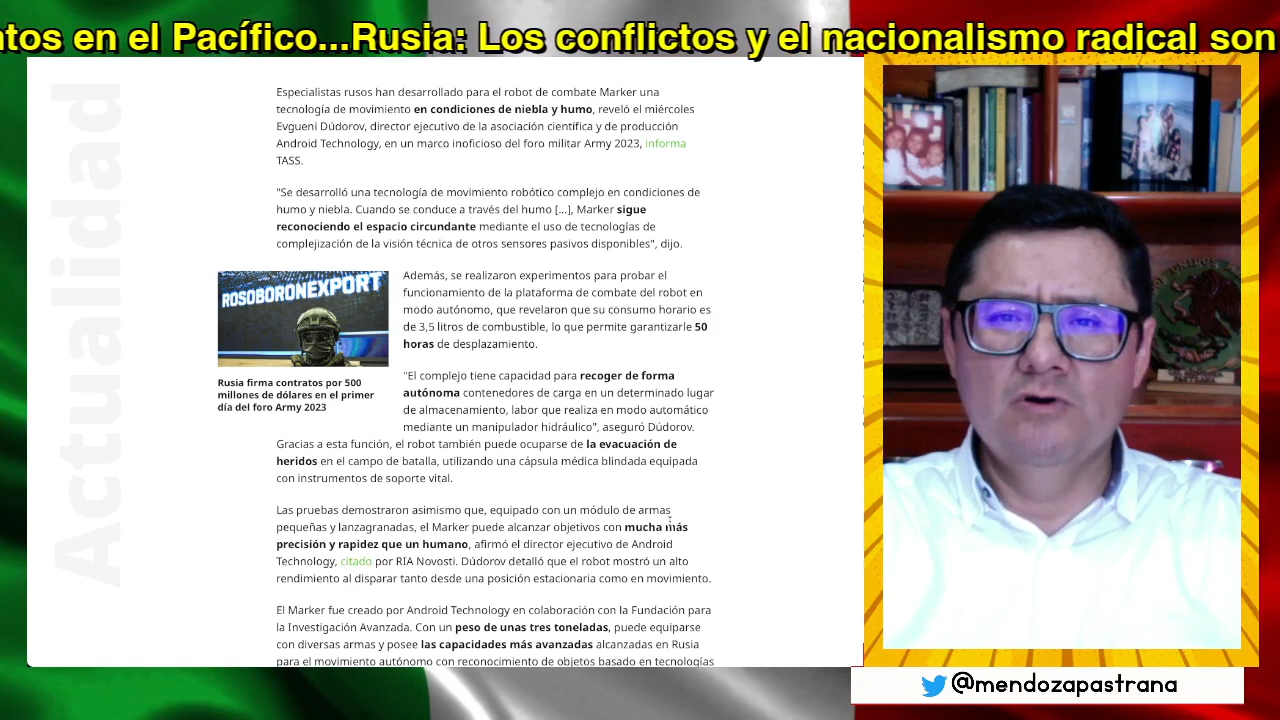 tos en el Pacífico...Rusia: Los conflictos y el nacionalismo radical son
Actualidad
Especialistas rusos han desarrollado para el robot de combate Marker una
tecnología de movimiento en condiciones de niebla y humo, reveló el miércoles
Evgueni Dúdorov, director ejecutivo de la asociación científica y de producción
Android Technology, en un marco inoficioso del foro militar Army 2023, informa
TASS.
"Se desarrolló una tecnología de movimiento robótico complejo en condiciones de
humo y niebla. Cuando se conduce a través del humo [...], Marker sigue
reconociendo el espacio circundante mediante el uso de tecnologías de
complejización de la visión técnica de otros sensores pasivos disponibles", dijo.
ROSOBORONEXPORT
Rusia firma contratos por 500
millones de dólares en el primer
día del foro Army 2023
Además, se realizaron experimentos para probar el
funcionamiento de la plataforma de combate del robot en
modo autónomo, que revelaron que su consumo horario es
de 3,5 litros de combustible, lo que permite garantizarle 50
horas de desplazamiento.
"El complejo tiene capacidad para recoger de forma
autónoma contenedores de carga en un determinado lugar
de almacenamiento, labor que realiza en modo automático
mediante un manipulador hidráulico", aseguró Dúdorov.
Gracias a esta función, el robot también puede ocuparse de la evacuación de
heridos en el campo de batalla, utilizando una cápsula médica blindada equipada
con instrumentos de soporte vital.
Las pruebas demostraron asimismo que, equipado con un módulo de armas
pequeñas y lanzagranadas, el Marker puede alcanzar objetivos con mucha más
precisión y rapidez que un humano, afirmó el director ejecutivo de Android
Technology, citado por RIA Novosti. Dúdorov detalló que el robot mostró un alto
rendimiento al disparar tanto desde una posición estacionaria como en movimiento.
El Marker fue creado por Android Technology en colaboración con la Fundación para
la Investigación Avanzada. Con un peso de unas tres toneladas, puede equiparse
con diversas armas y posee las capacidades más avanzadas alcanzadas en Rusia
para el movimiento autónomo con reconocimiento de objetos basado en tecnologías
@mendozapastrana